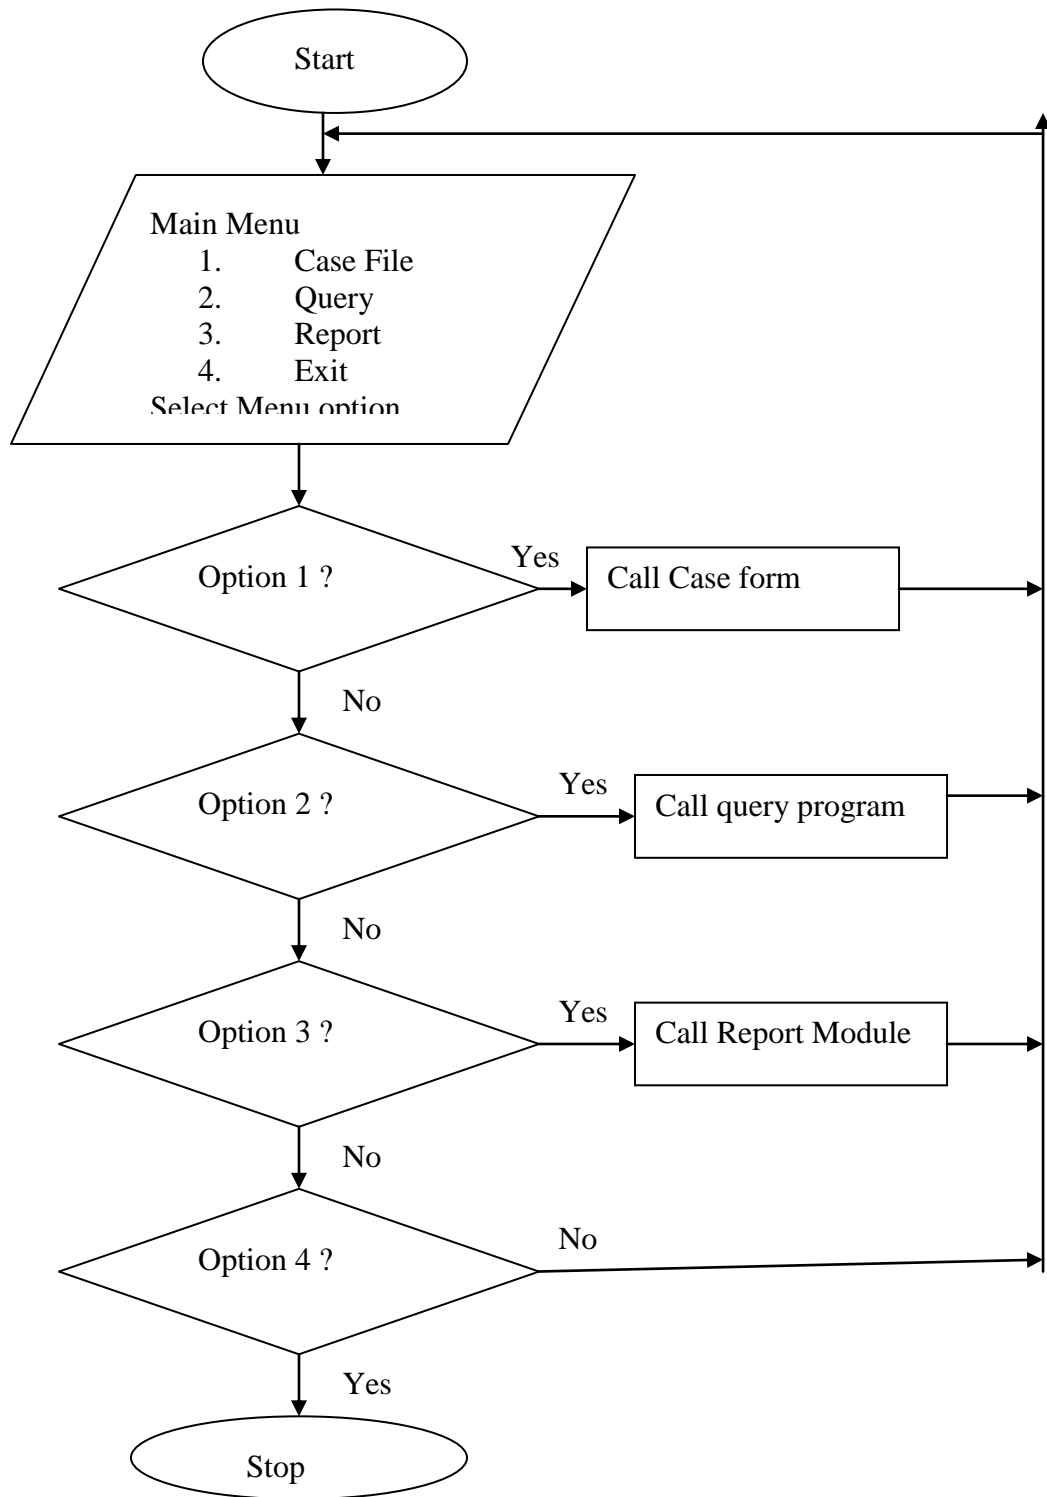 Start
Main Menu
1. Case File
2. Query
3. Report
4. Exit
Select Menu option
Option 1 ?
Yes
Call Case form
No
Option 2 ?
Yes
Call query program
No
Option 3 ?
Yes
Call Report Module
No
Option 4 ?
No
Yes
Stop